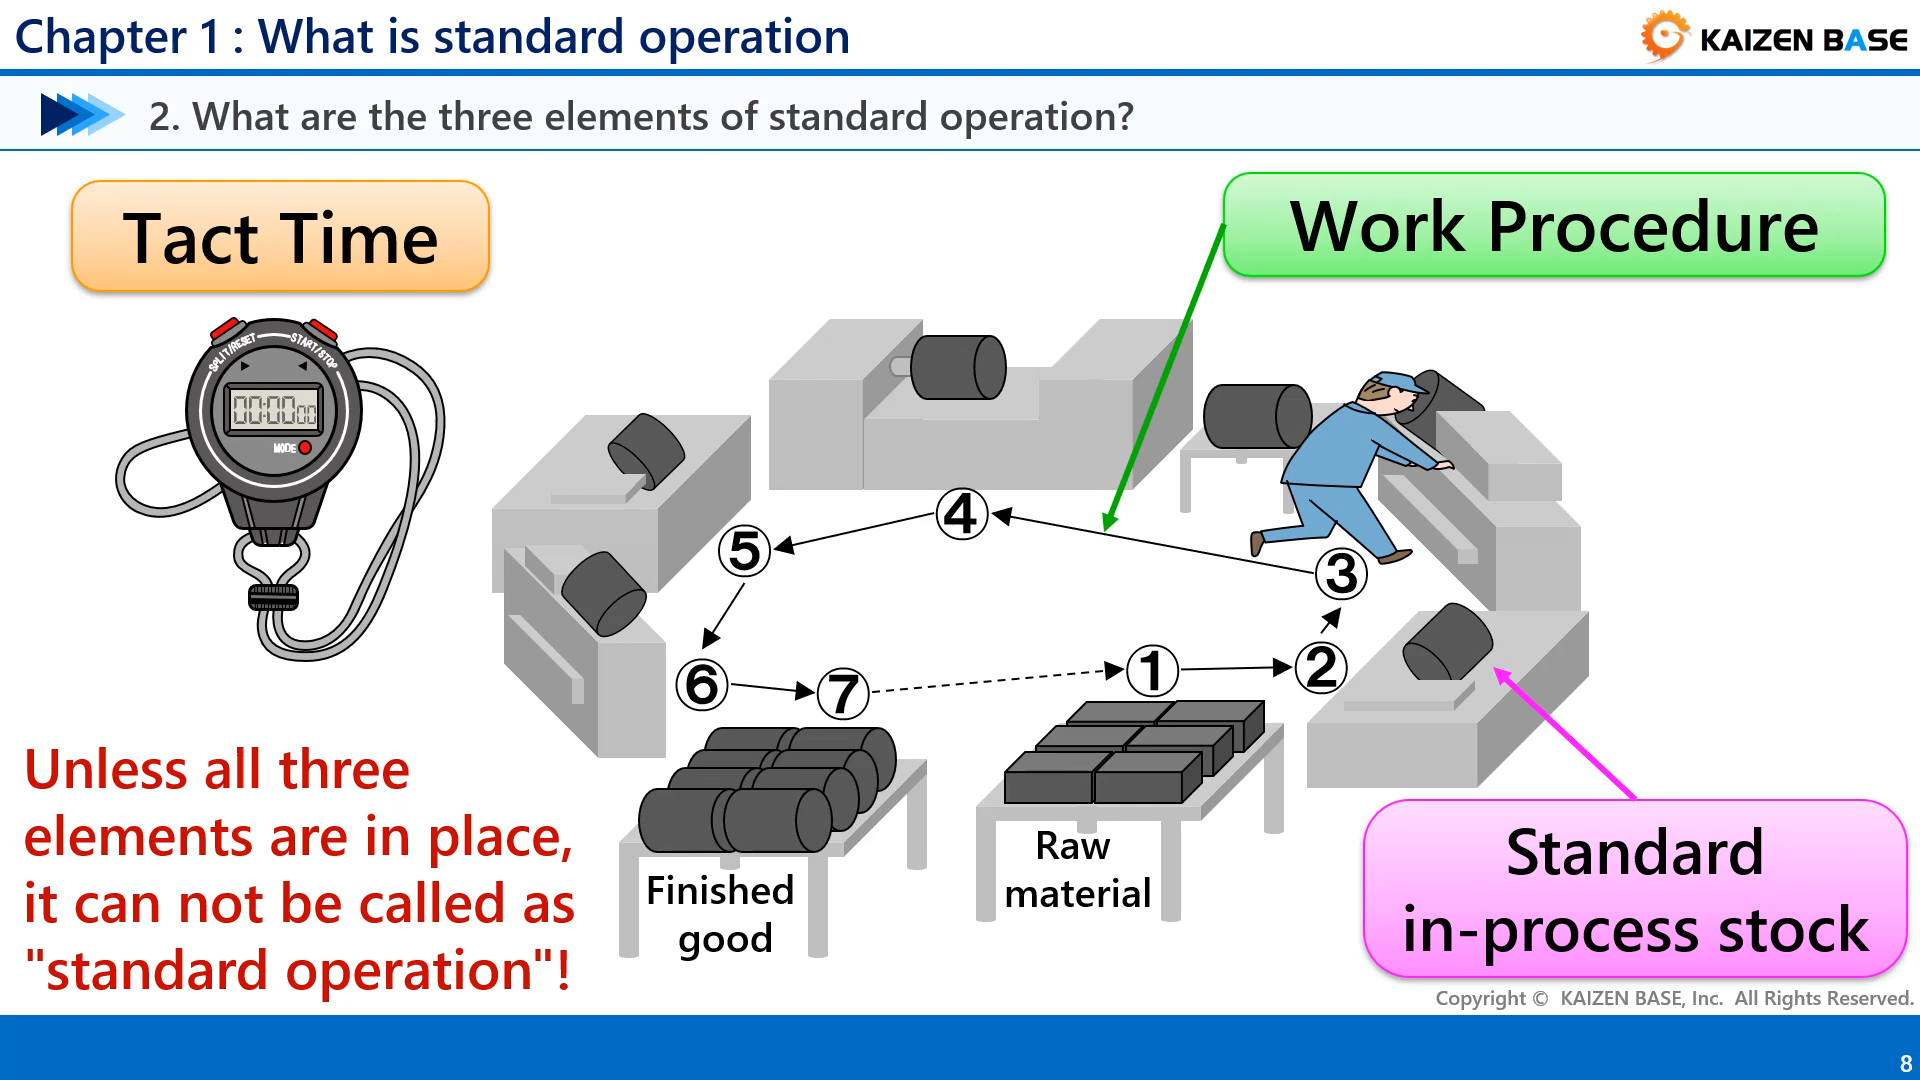 Chapter 1 : What is standard operation
KAIZEN BASE
2. What are the three elements of standard operation?
Tact Time
Work Procedure
SPLIT/RESET
START/STOP
00:00 00
MODE
4
5
3
6
7
1
2
Unless all three
elements are in place,
it can not be called as
"standard operation"!
Finished
good
Raw
material
Standard
in-process stock
Copyright © KAIZEN BASE, Inc. All Rights Reserved.
8